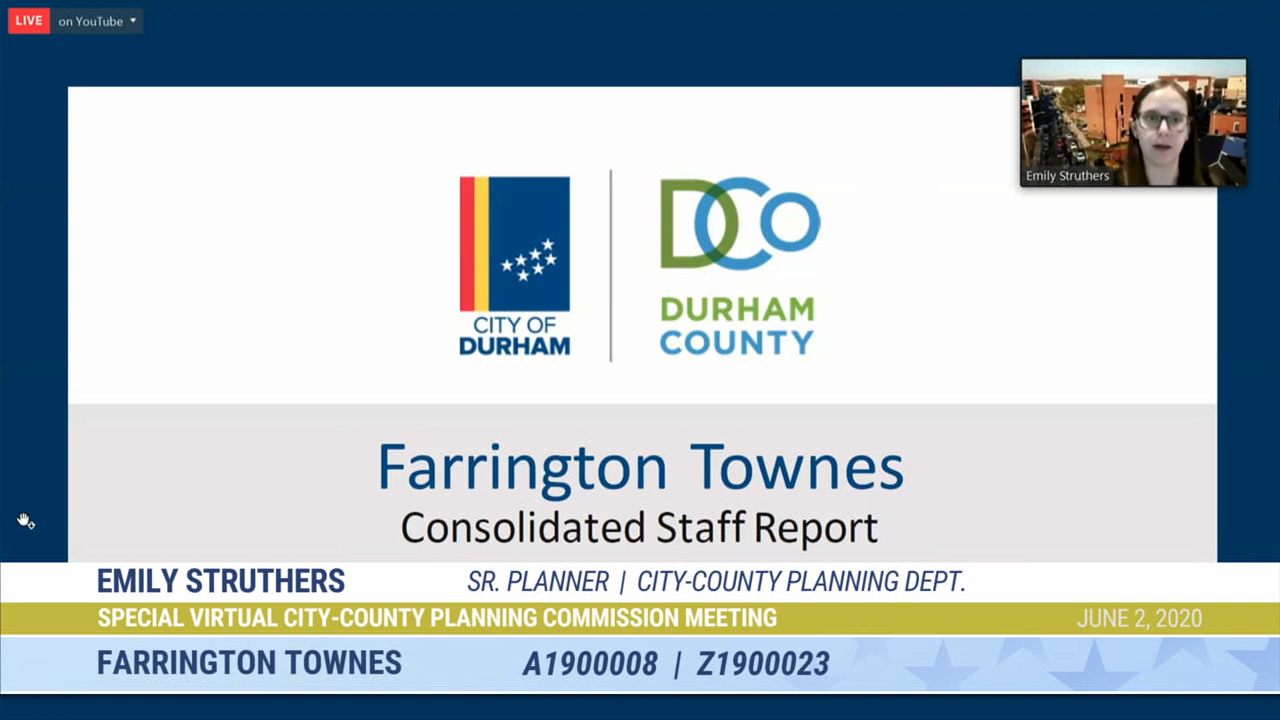 LIVE on YouTube
Emily Struthers
DCO
CITY OF
DURHAM
DURHAM
COUNTY
Farrington Townes
Consolidated Staff Report
EMILY STRUTHERS SR. PLANNER | CITY-COUNTY PLANNING DEPT.
SPECIAL VIRTUAL CITY-COUNTY PLANNING COMMISSION MEETING JUNE 2, 2020
FARRINGTON TOWNES A1900008 | Z1900023